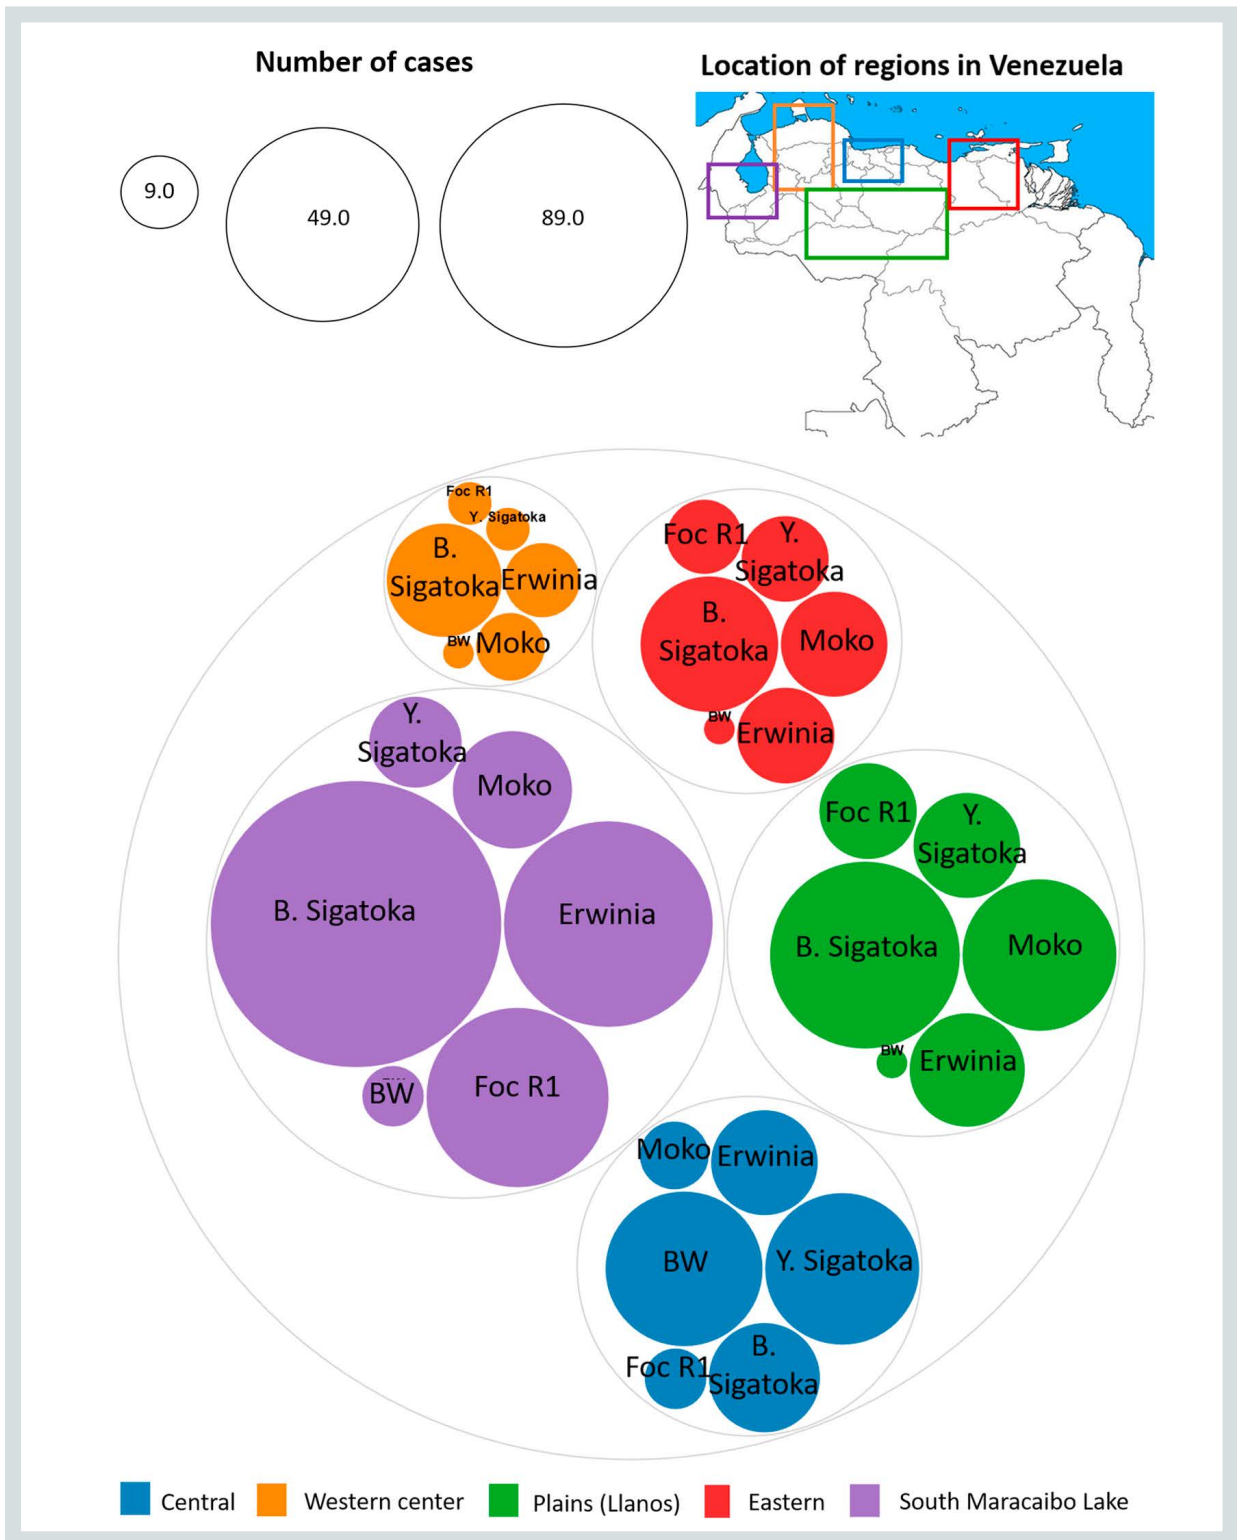 Number of cases
Location of regions in Venezuela
9.0
49.0
89.0
Foc R1
Y. Sigatoka
B.
Sigatoka
Erwinia
BW
Moko
Foc R1
Y.
Sigatoka
B.
Sigatoka
Moko
BW
Erwinia
Y.
Sigatoka
Moko
B. Sigatoka
Erwinia
BW
Foc R1
Foc R1
Y.
Sigatoka
B. Sigatoka
Moko
BW
Erwinia
Moko
Erwinia
BW
Y. Sigatoka
Foc R1
B.
Sigatoka
Central
Western center
Plains (Llanos)
Eastern
South Maracaibo Lake